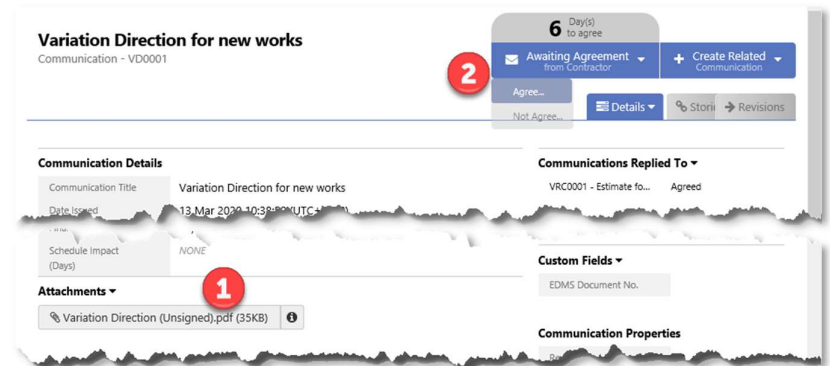 6 Day(s)
to agree
Variation Direction for new works
Communication - VD0001
2
Awaiting Agreement
from Contractor
Create Related
Communication
Agree...
Not Agree...
Details
Stori
Revisions
Communication Details
Communication Title Variation Direction for new works
Date Issued 13 Mar 2020 10:38:
Schedule Impact
(Days)
NONE
Attachments
1
Variation Direction (Unsigned).pdf (35KB)
Communications Replied To
VRC0001 - Estimate fo... Agreed
Custom Fields
EDMS Document No.
Communication Properties